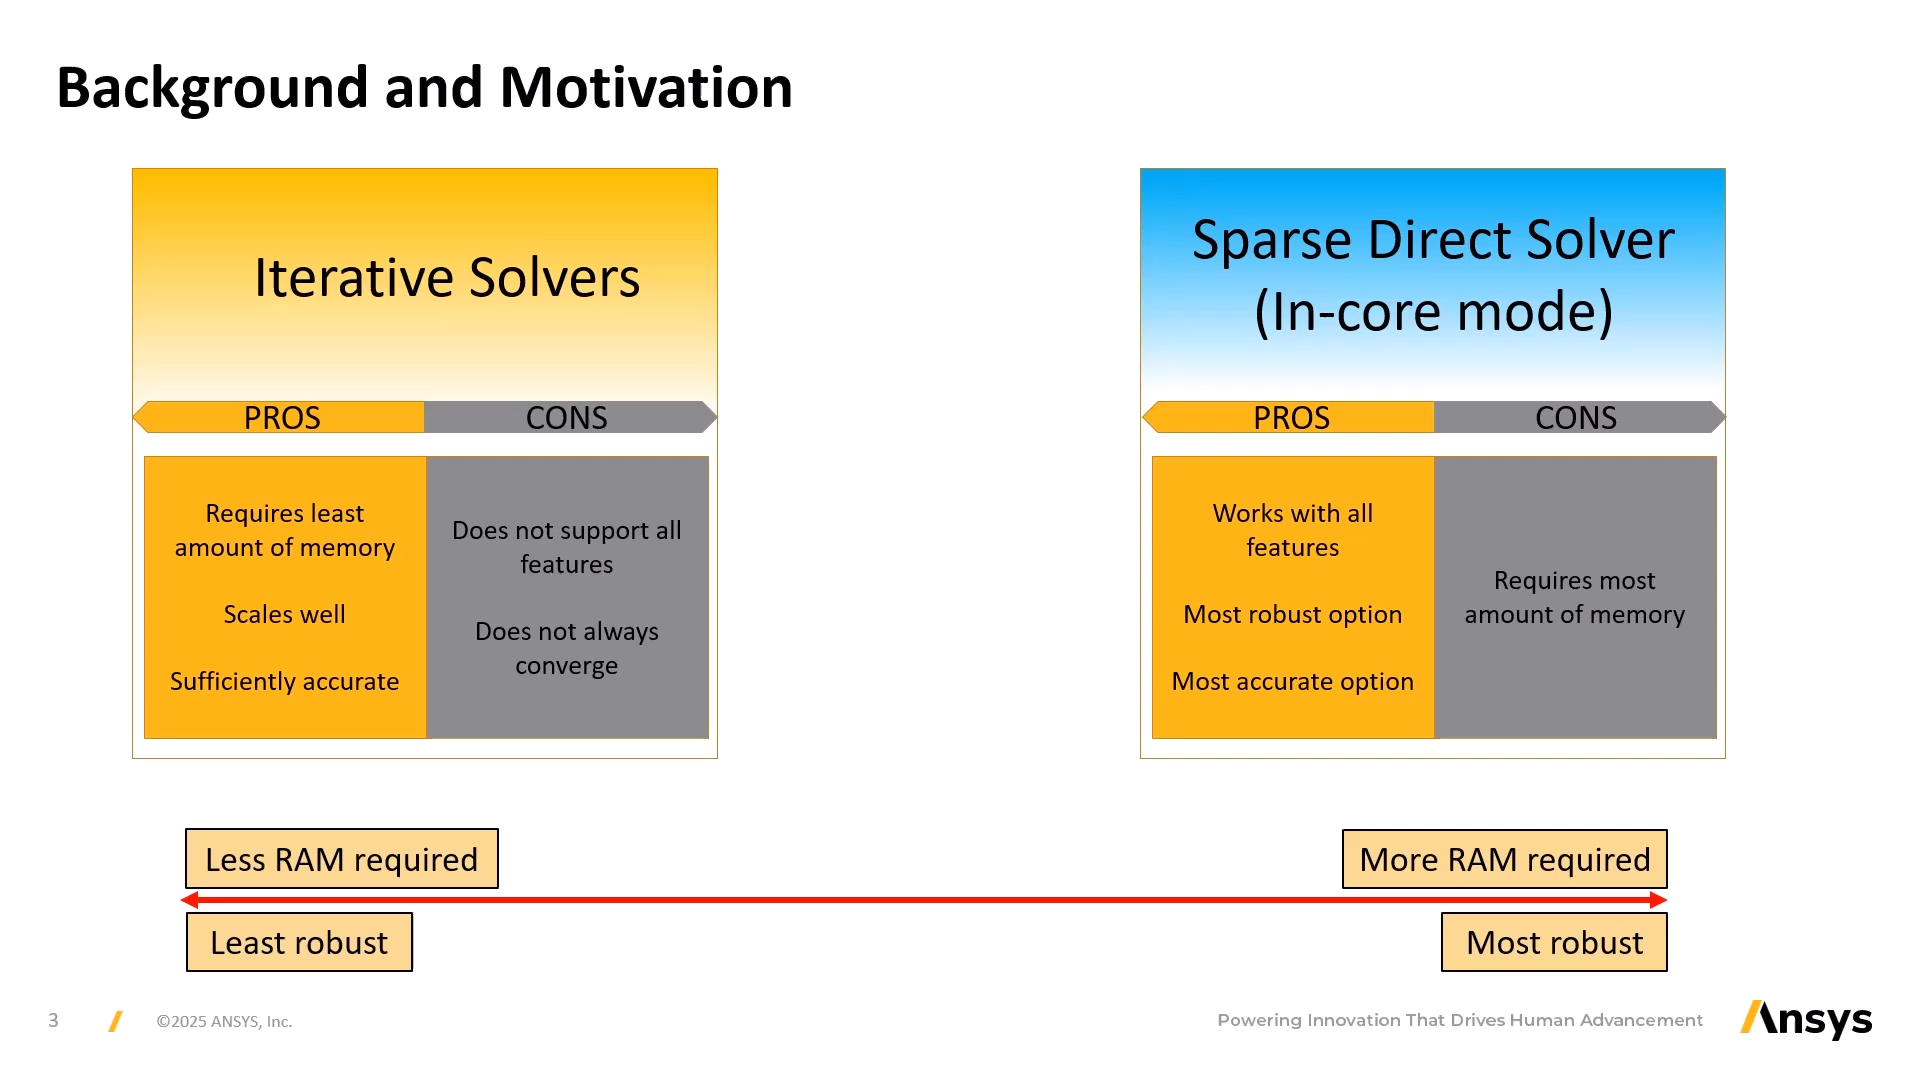 Background and Motivation
Iterative Solvers
PROS
CONS
Requires least
amount of memory
Scales well
Sufficiently accurate
Does not support all
features
Does not always
converge
Sparse Direct Solver
(In-core mode)
PROS
CONS
Works with all
features
Most robust option
Most accurate option
Requires most
amount of memory
Less RAM required
More RAM required
Least robust
Most robust
3
©2025 ANSYS, Inc.
Powering Innovation That Drives Human Advancement
Ansys